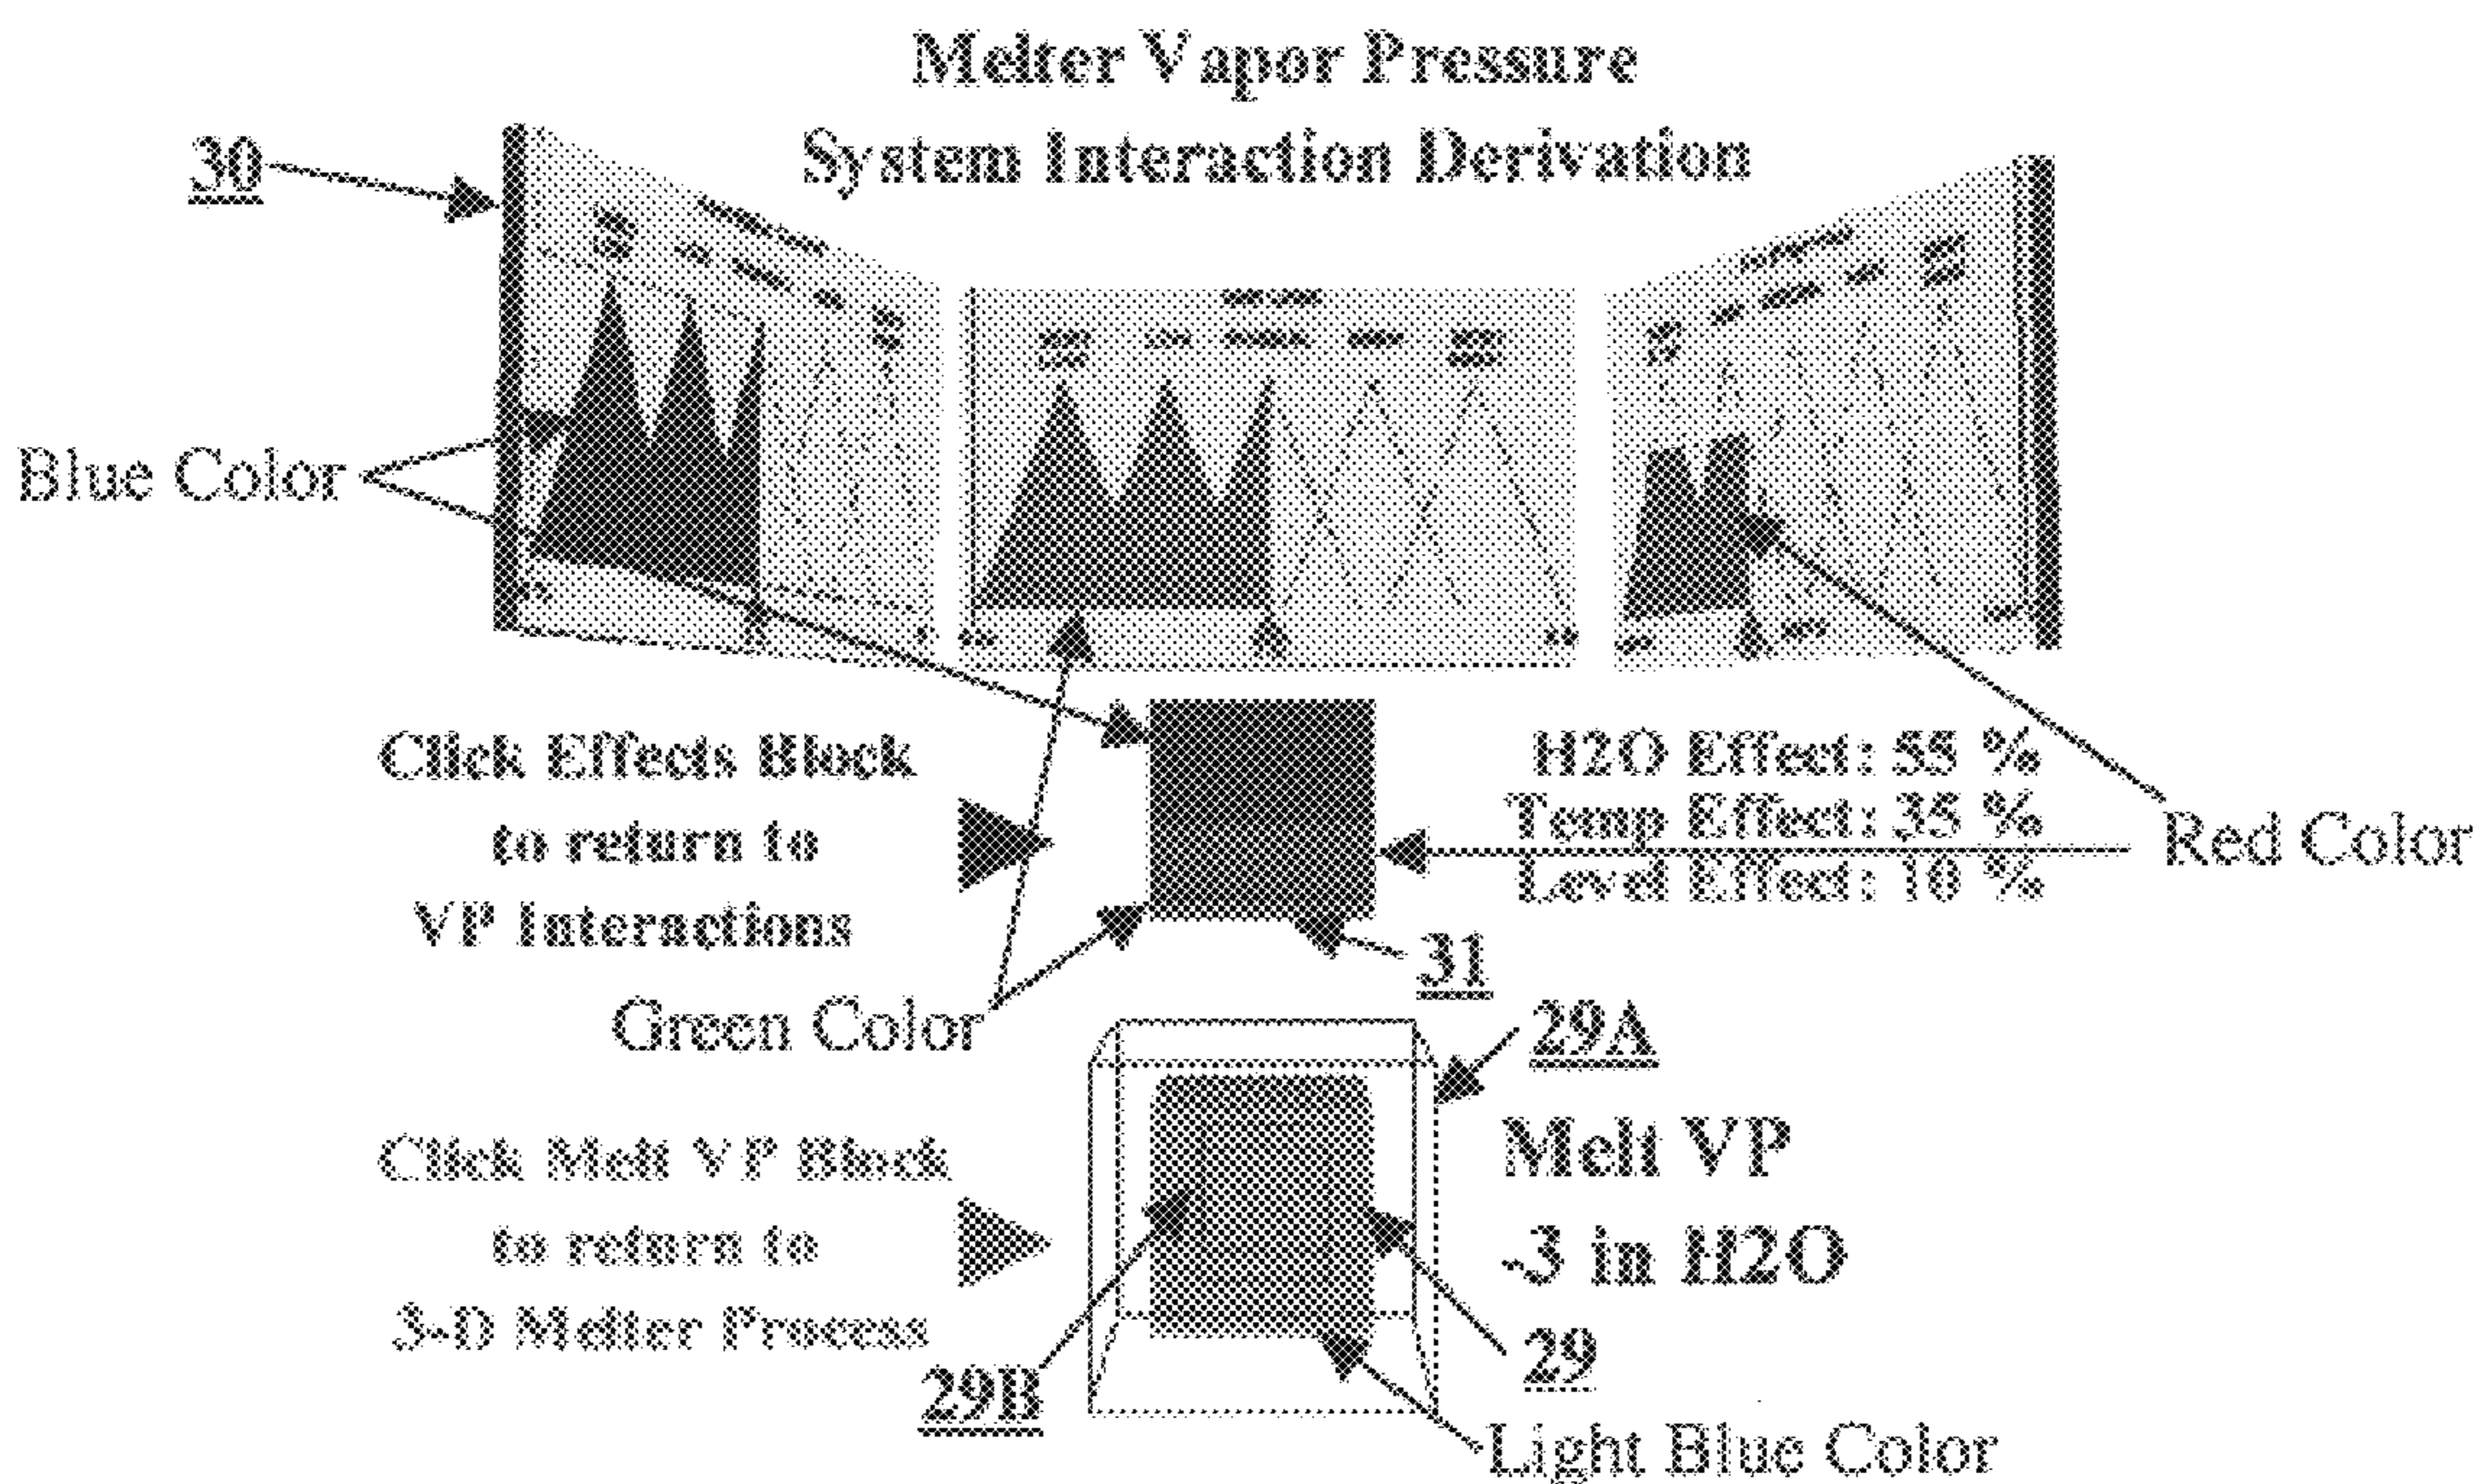 Melter Vapor Pressure
System Interaction Derivation
30
Blue Color
Click Effects Block
to return to
VP Interactions
H2O Effect: 55 %
Temp Effect: 35 %
Level Effect: 10 %
Red Color
31
Green Color
29A
Click Melt VP Block
to return to
3-D Melter Process
Melt VP
-3 in H2O
29
29B
Light Blue Color